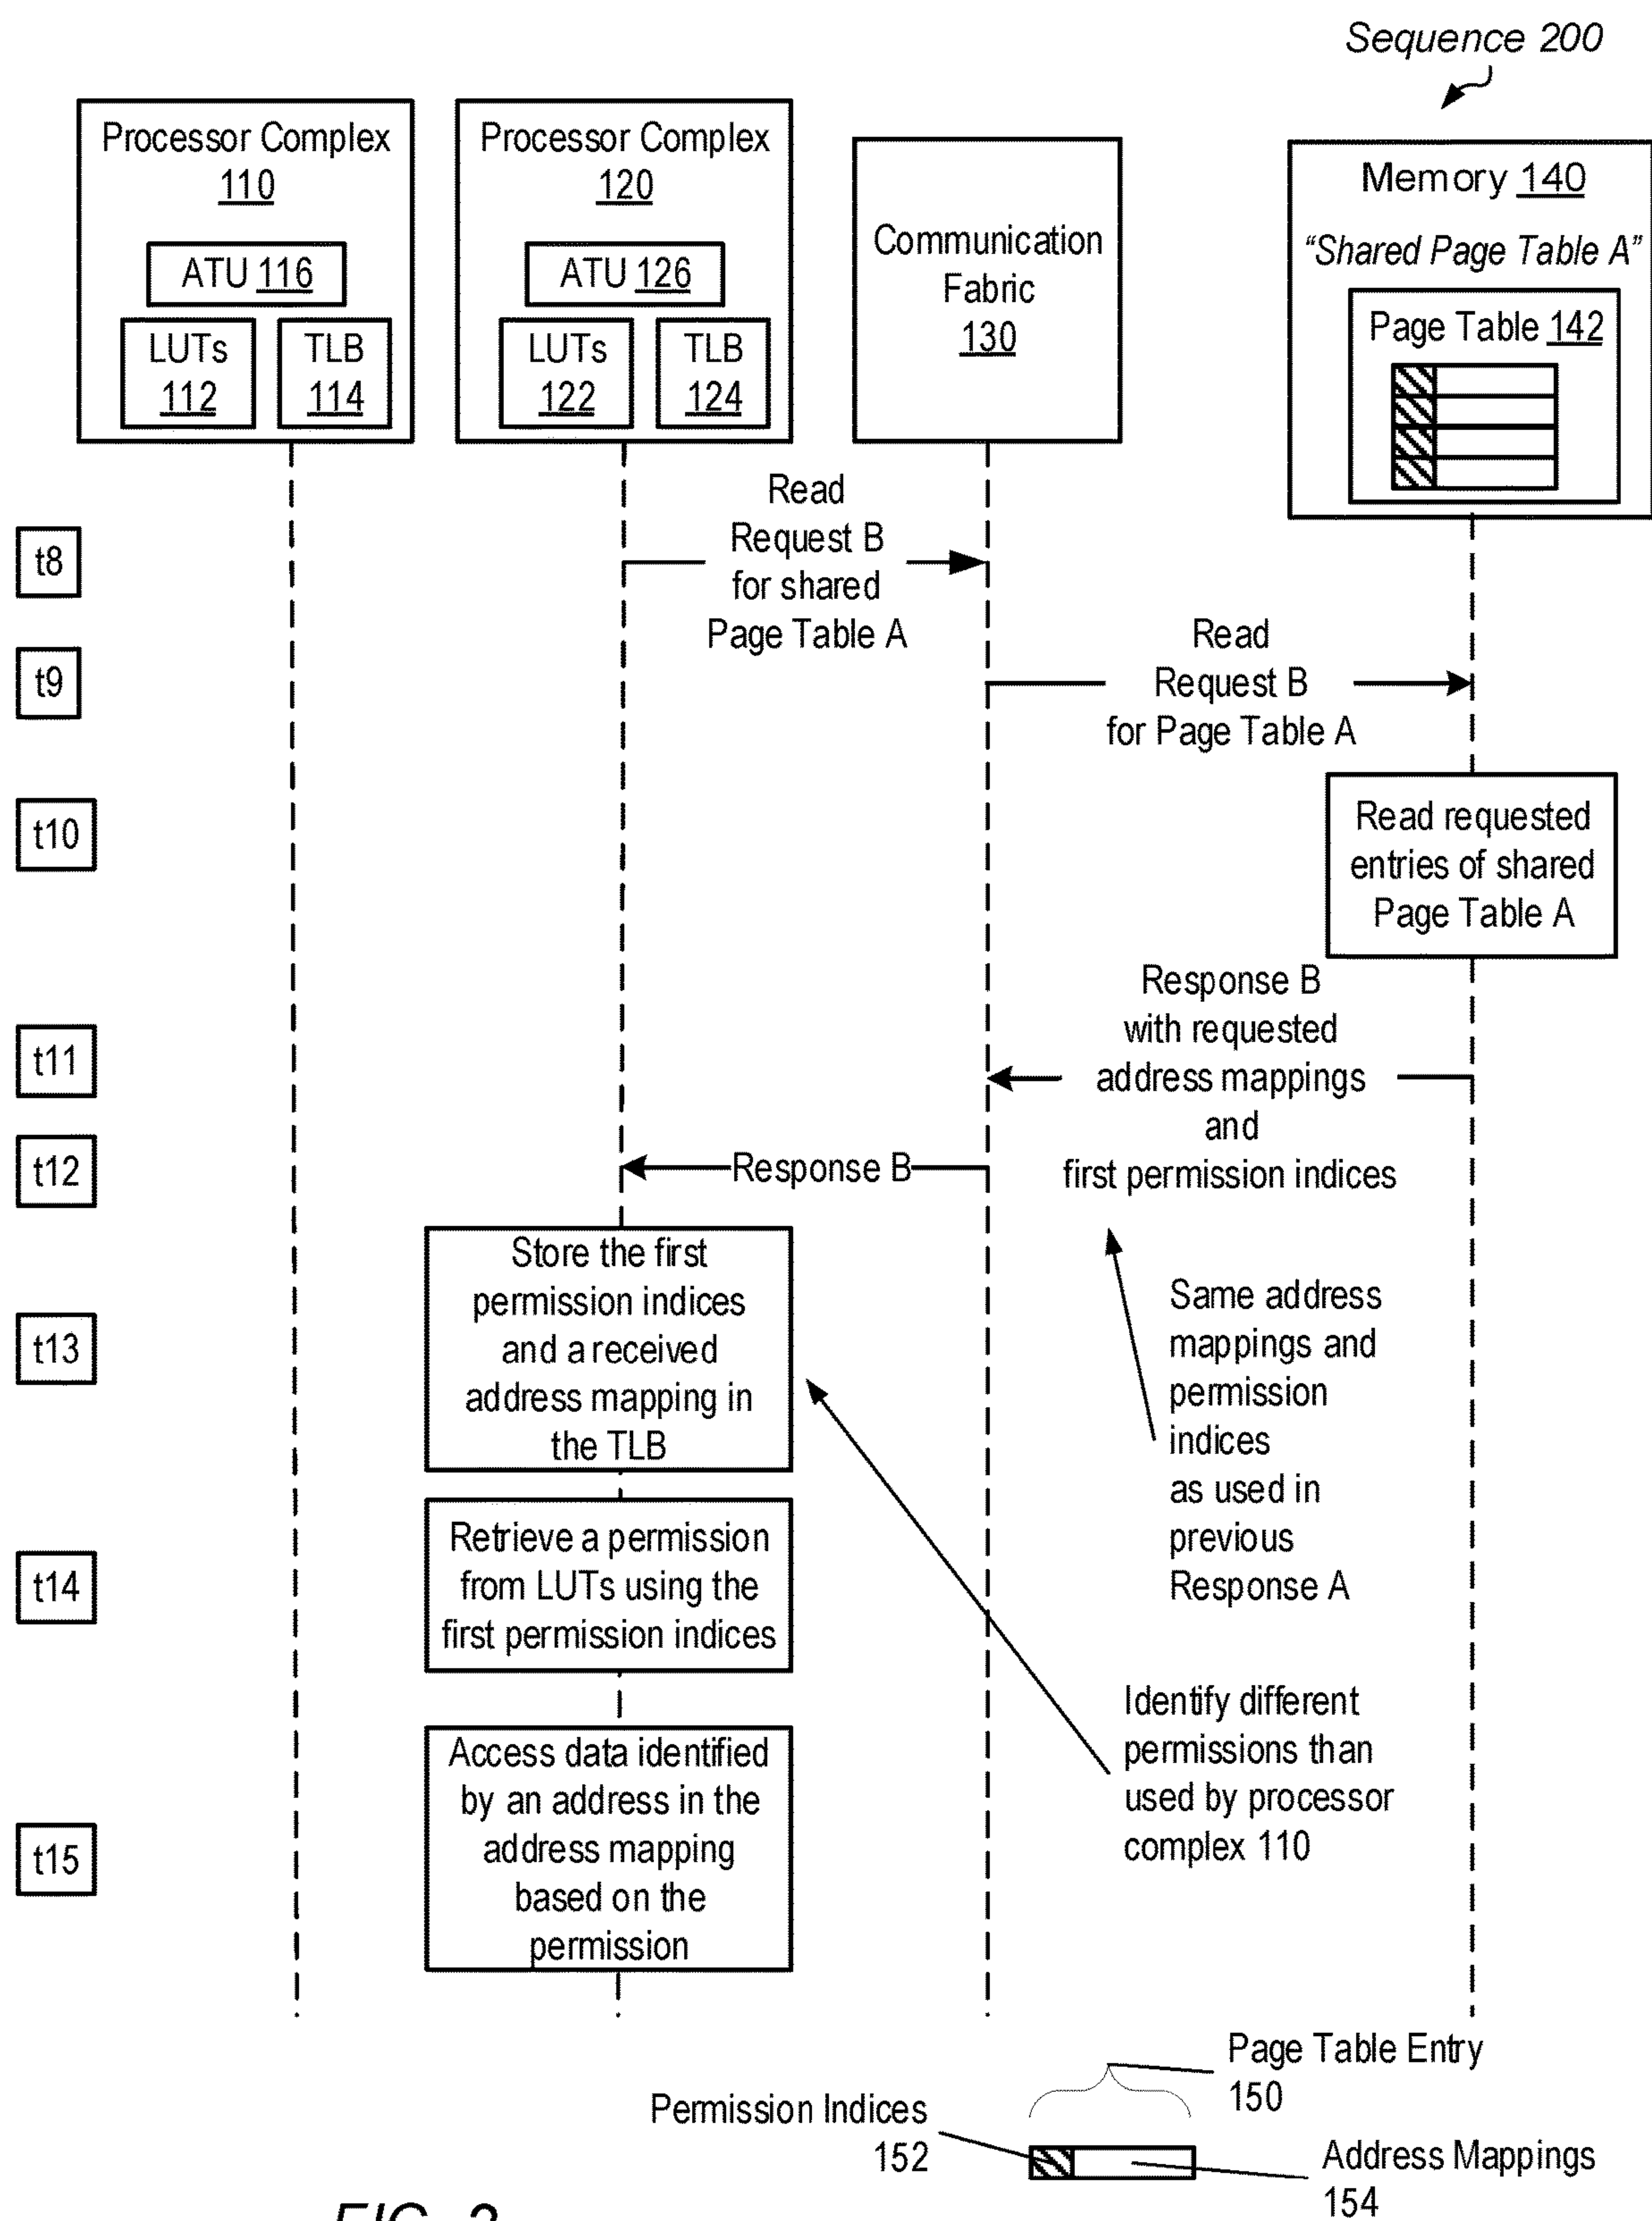 Sequence 200
Processor Complex
110
ATU 116
LUTs
112
TLB
114
Processor Complex
120
ATU 126
LUTs
122
TLB
124
Communication
Fabric
130
Memory 140
“Shared Page Table A”
Page Table 142
t8
Read
Request B
for shared
Page Table A
t9
Read
Request B
for Page Table A
t10
Read requested
entries of shared
Page Table A
t11
Response B
with requested
address mappings
and
first permission indices
t12
Response B
t13
Store the first
permission indices
and a received
address mapping in
the TLB
Same address
mappings and
permission
indices
as used in
previous
Response A
t14
Retrieve a permission
from LUTs using the
first permission indices
Identify different
permissions than
used by processor
complex 110
t15
Access data identified
by an address in the
address mapping
based on the
permission
Page Table Entry
150
Permission Indices
152
Address Mappings
154